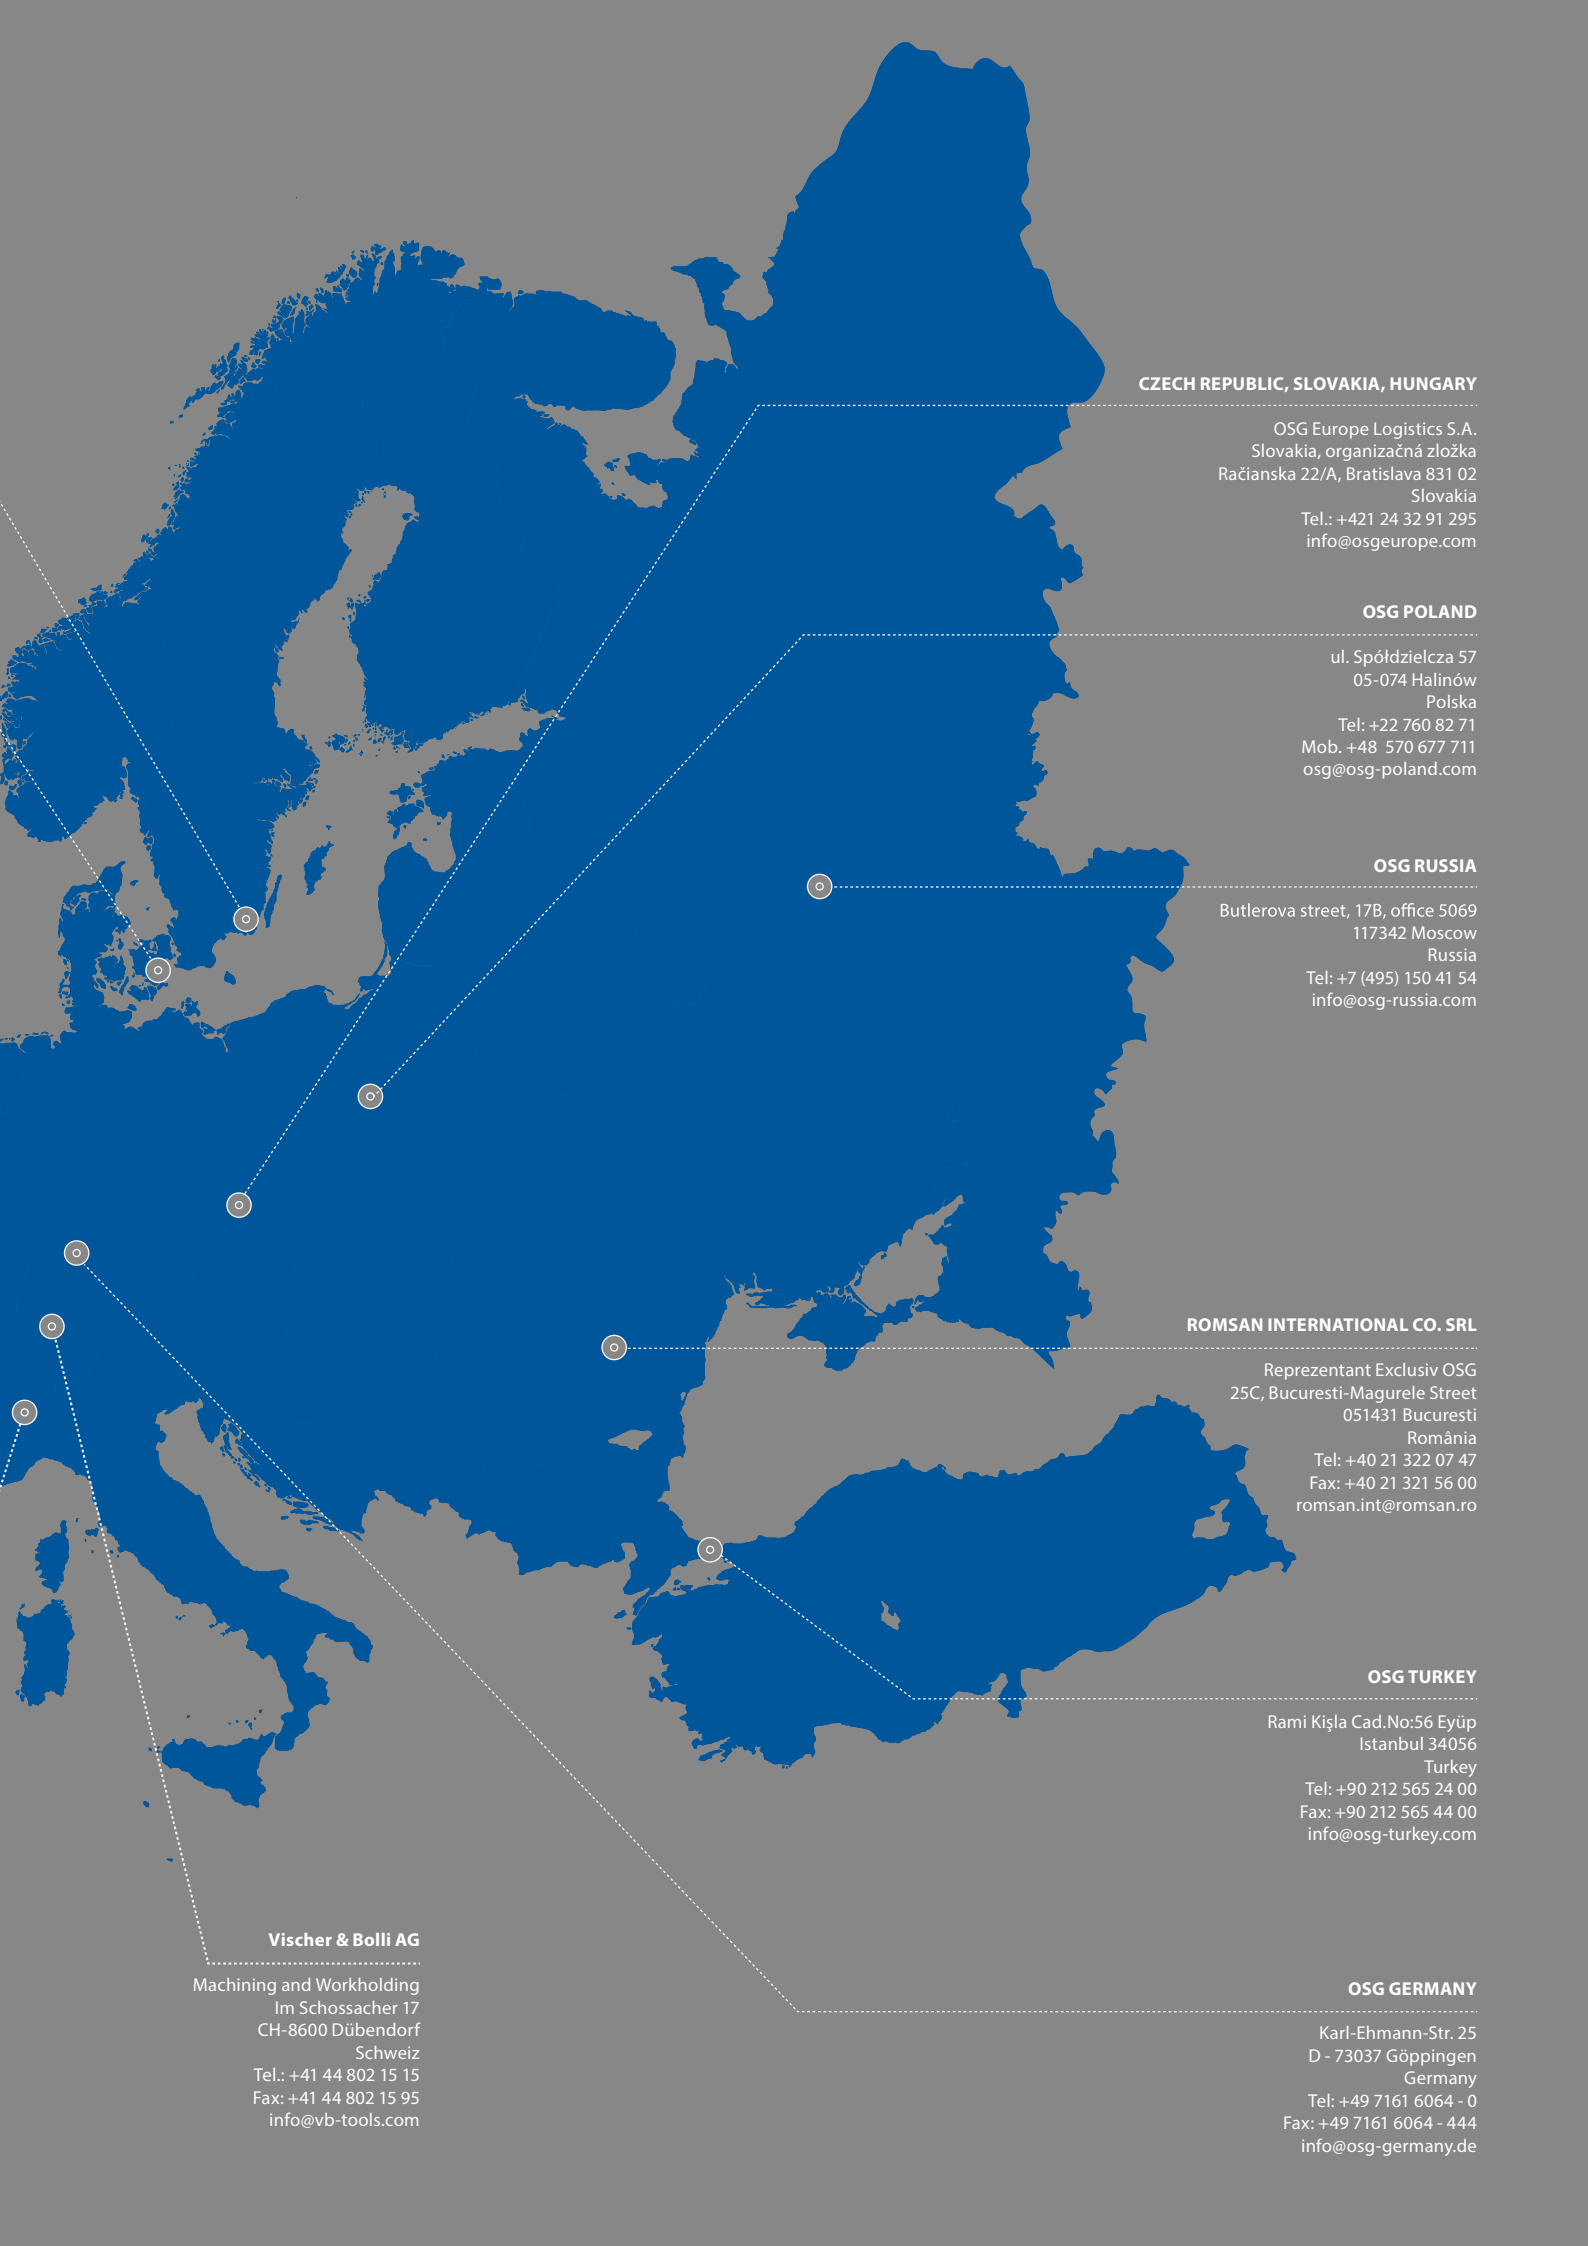 CZECH REPUBLIC, SLOVAKIA, HUNGARY
OSG Europe Logistics S.A.
Slovakia, organizačná zložka
Račianska 22/A, Bratislava 831 02
Slovakia
Tel.: +421 24 32 91 295
info@osgeurope.com
OSG POLAND
ul. Spółdzielcza 57
05-074 Halinów
Polska
Tel: +22 760 82 71
Mob. +48 570 677 711
osg@osg-poland.com
OSG RUSSIA
Butlerova street, 17B, office 5069
117342 Moscow
Russia
Tel: +7 (495) 150 41 54
info@osg-russia.com
ROMSAN INTERNATIONAL CO. SRL
Reprezentant Exclusiv OSG
25C, Bucuresti-Magurele Street
051431 Bucuresti
România
Tel: +40 21 322 07 47
Fax: +40 21 321 56 00
romsan.int@romsan.ro
OSG TURKEY
Rami Kişla Cad.No:56 Eyüp
Istanbul 34056
Turkey
Tel: +90 212 565 24 00
Fax: +90 212 565 44 00
info@osg-turkey.com
Vischer & Bolli AG
Machining and Workholding
Im Schossacher 17
CH-8600 Dübendorf
Schweiz
Tel.: +41 44 802 15 15
Fax: +41 44 802 15 95
info@vb-tools.com
OSG GERMANY
Karl-Ehmann-Str. 25
D - 73037 Göppingen
Germany
Tel: +49 7161 6064 - 0
Fax: +49 7161 6064 - 444
info@osg-germany.de